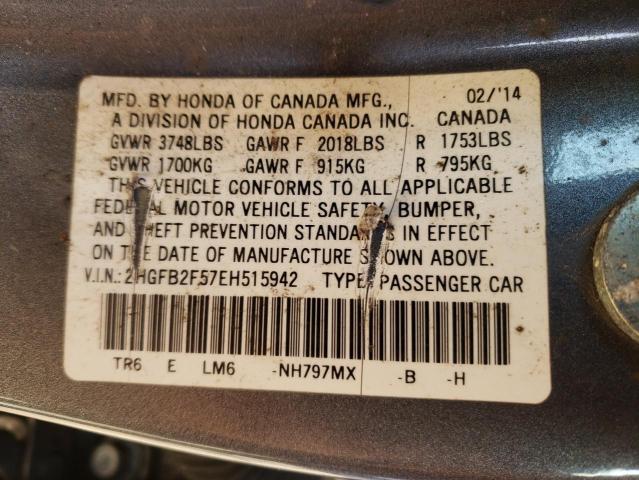 MFD. BY HONDA OF CANADA MFG., 02/'14
A DIVISION OF HONDA CANADA INC. CANADA
GVWR 3748LBS GAWR F 2018LBS R 1753LBS
GVWR 1700KG GAWR F 915KG R 795KG
THIS VEHICLE CONFORMS TO ALL APPLICABLE
FEDERAL MOTOR VEHICLE SAFETY, BUMPER,
AND THEFT PREVENTION STANDARDS IN EFFECT
ON THE DATE OF MANUFACTURE SHOWN ABOVE.
V.I.N.: 2HGFB2F57EH515942 TYPE: PASSENGER CAR
TR6 E LM6 -NH797MX -B -H